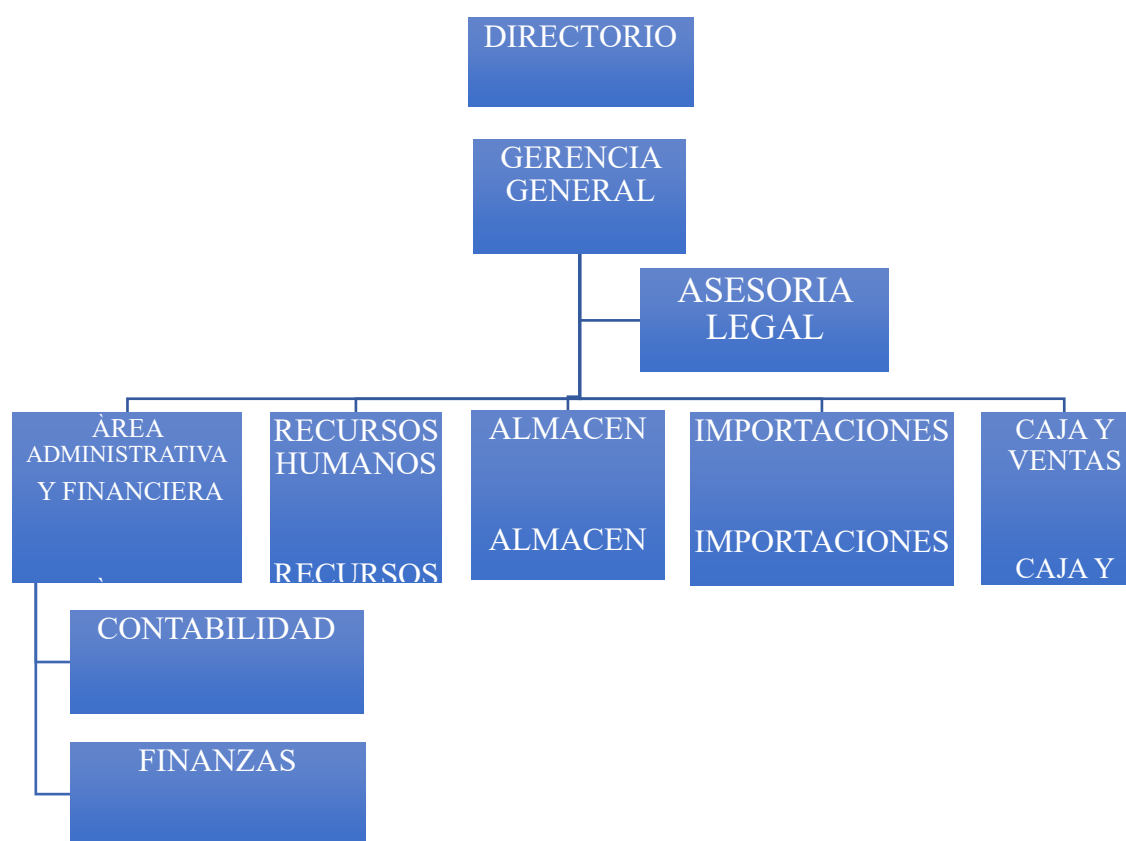 DIRECTORIO
GERENCIA
GENERAL
ASESORIA
LEGAL
ÀREA
ADMINISTRATIVA
Y FINANCIERA
RECURSOS
HUMANOS
RECURSOS
ALMACEN
ALMACEN
IMPORTACIONES
IMPORTACIONES
CAJA Y
VENTAS
CAJA Y
CONTABILIDAD
FINANZAS